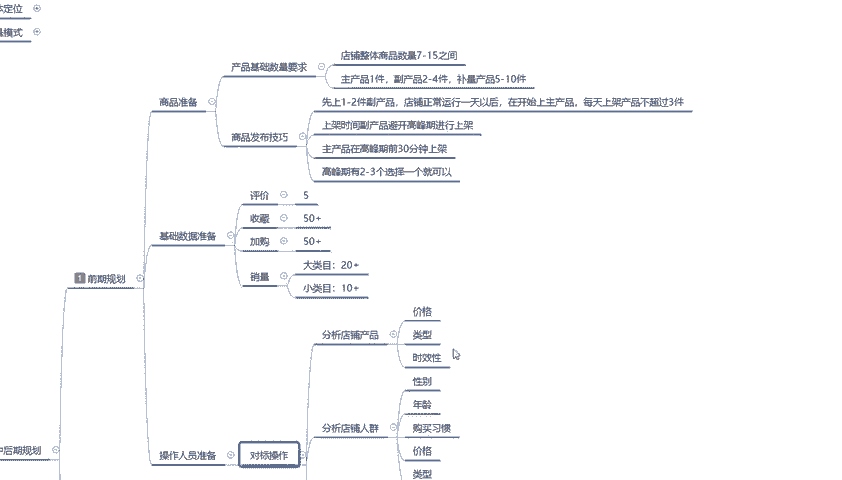 定位
模式
店铺整体商品数量7-15之间
产品基础数量要求
主产品1件，副产品2-4件，补量产品5-10件
商品准备
先上1-2件副产品，店铺正常运行一天以后，在开始上主产品，每天上架产品不超过3件
上架时间副产品避开高峰期进行上架
商品发布技巧
主产品在高峰期前30分钟上架
高峰期有2-3个选择一个就可以
评价
5
收藏
50+
基础数据准备
加购
50+
大类目：20+
销量
1 前期规划
小类目：10+
价格
分析店铺产品
类型
时效性
性别
年龄
分析店铺人群
购买习惯
中后期规划
操作人员准备
对标操作
价格
类型